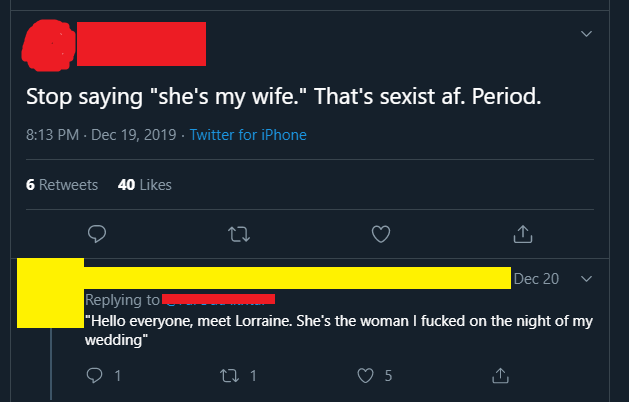 Stop saying "she's my wife." That's sexist af. Period.
8:13 PM · Dec 19, 2019 · Twitter for iPhone
6 Retweets 40 Likes
Dec 20
Replying to
"Hello everyone, meet Lorraine. She's the woman I fucked on the night of my
wedding"
1 1 5